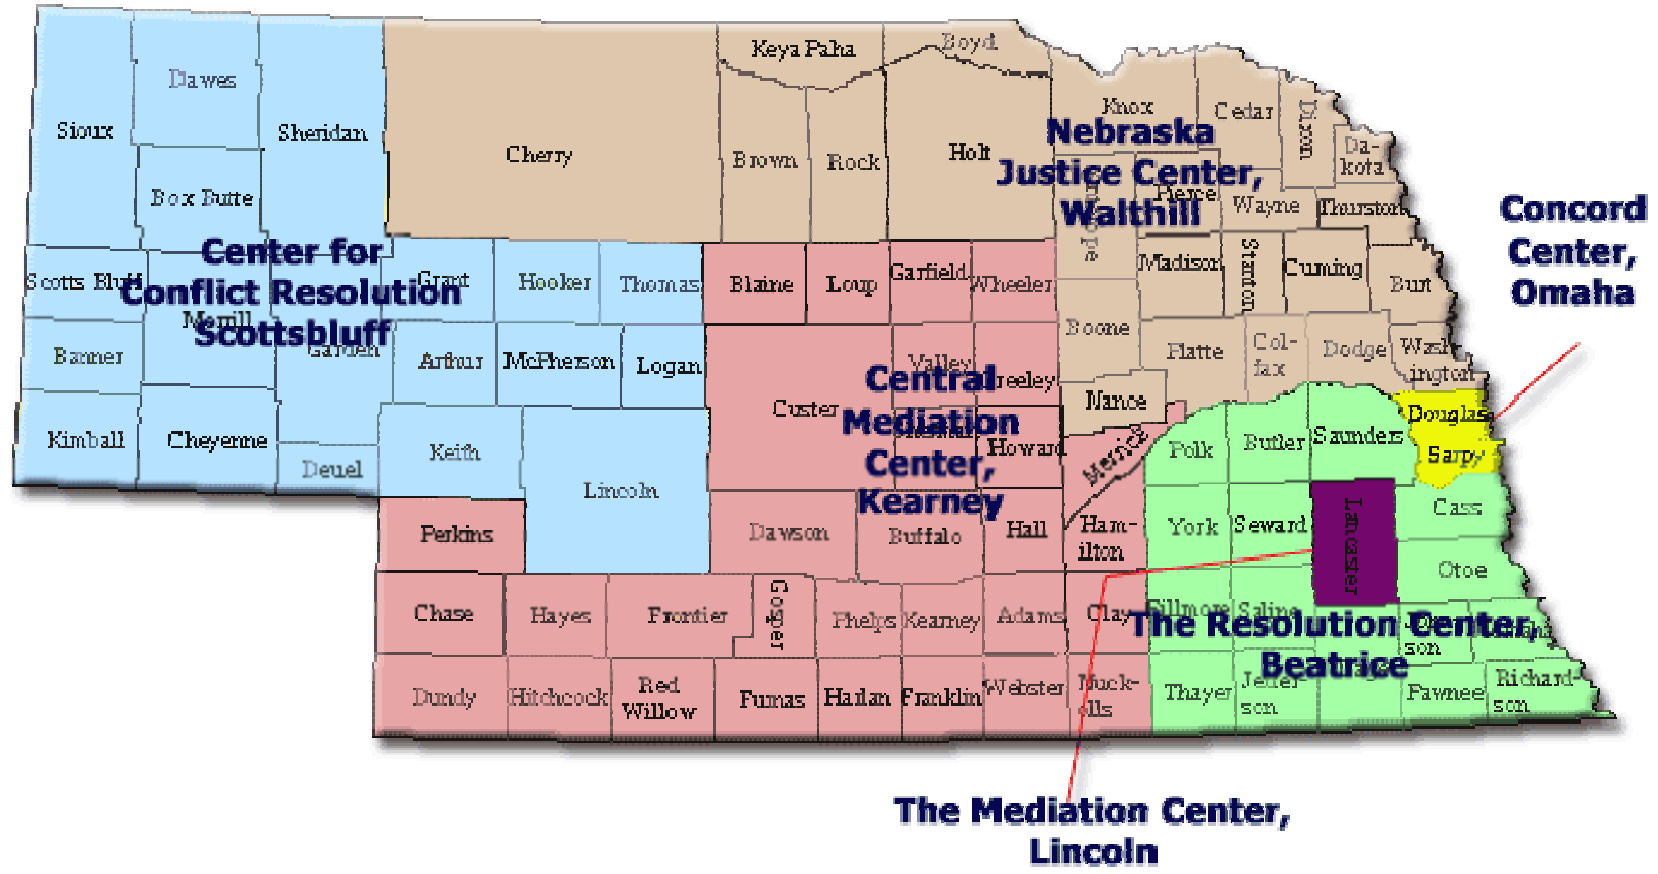 Keya Paha
Boyd
Dawes
Sioux
Sheridan
Cherry
Brown
Rock
Holt
Knox
Cedar
Dixon
Da-
kota
Box Butte
Pierce
Wayne
Thurston
Nebraska
Justice Center,
Walthill
Concord
Center,
Omaha
Center for
Conflict Resolution
Scottsbluff
Scotts Bluff
Grant
Hooker
Thomas
Blaine
Loup
Garfield
Wheeler
Madison
Stanton
Cuming
Burt
Morrill
Banner
Garden
Arthur
McPherson
Logan
Valley
Greeley
Boone
Platte
Col-
fax
Dodge
Wash-
ington
Custer
Nance
Central
Mediation
Center,
Kearney
Howard
Merrick
Douglas
Sarpy
Kimball
Cheyenne
Deuel
Keith
Lincoln
Polk
Butler
Saunders
Perkins
Dawson
Buffalo
Hall
Ham-
ilton
York
Seward
Lancaster
Cass
Otoe
Chase
Hayes
Frontier
Gosper
Phelps
Kearney
Adams
Clay
Fillmore
Saline
The Resolution Center,
Beatrice
son
Dundy
Hitchcock
Red
Willow
Furnas
Harlan
Franklin
Webster
Nuck-
olls
Thayer
Jeffer-
son
Pawnee
Richard-
son
The Mediation Center,
Lincoln